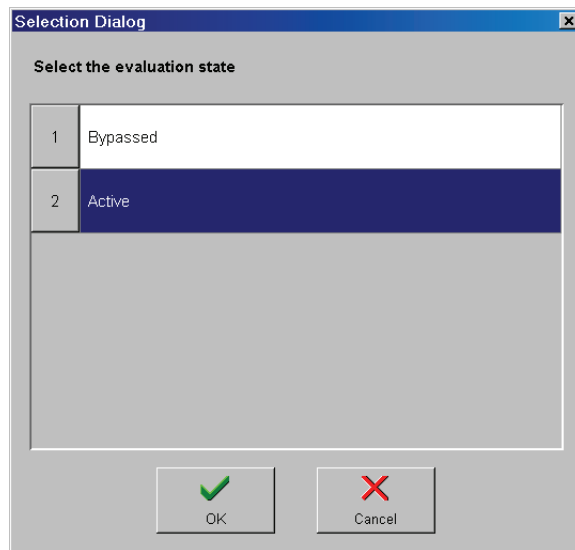 Selection Dialog
Select the evaluation state
1 Bypassed
2 Active
OK Cancel